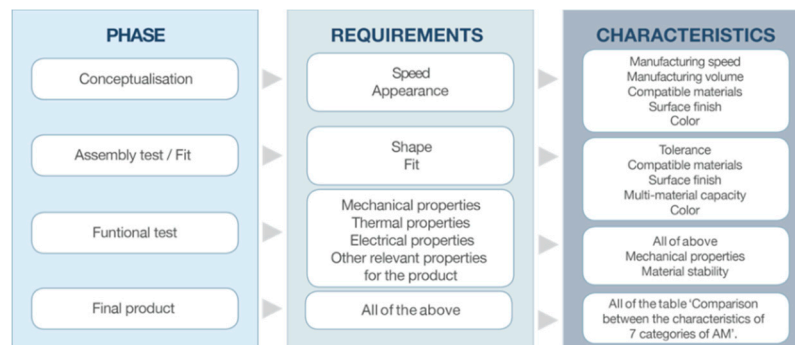 PHASE
Conceptualisation
Assembly test / Fit
Funtional test
Final product
REQUIREMENTS
Speed
Appearance
Shape
Fit
Mechanical properties
Thermal properties
Electrical properties
Other relevant properties
for the product
All of the above
CHARACTERISTICS
Manufacturing speed
Manufacturing volume
Compatible materials
Surface finish
Color
Tolerance
Compatible materials
Surface finish
Multi-material capacity
Color
All of above
Mechanical properties
Material stability
All of the table 'Comparison
between the characteristics of
7 categories of AM'.